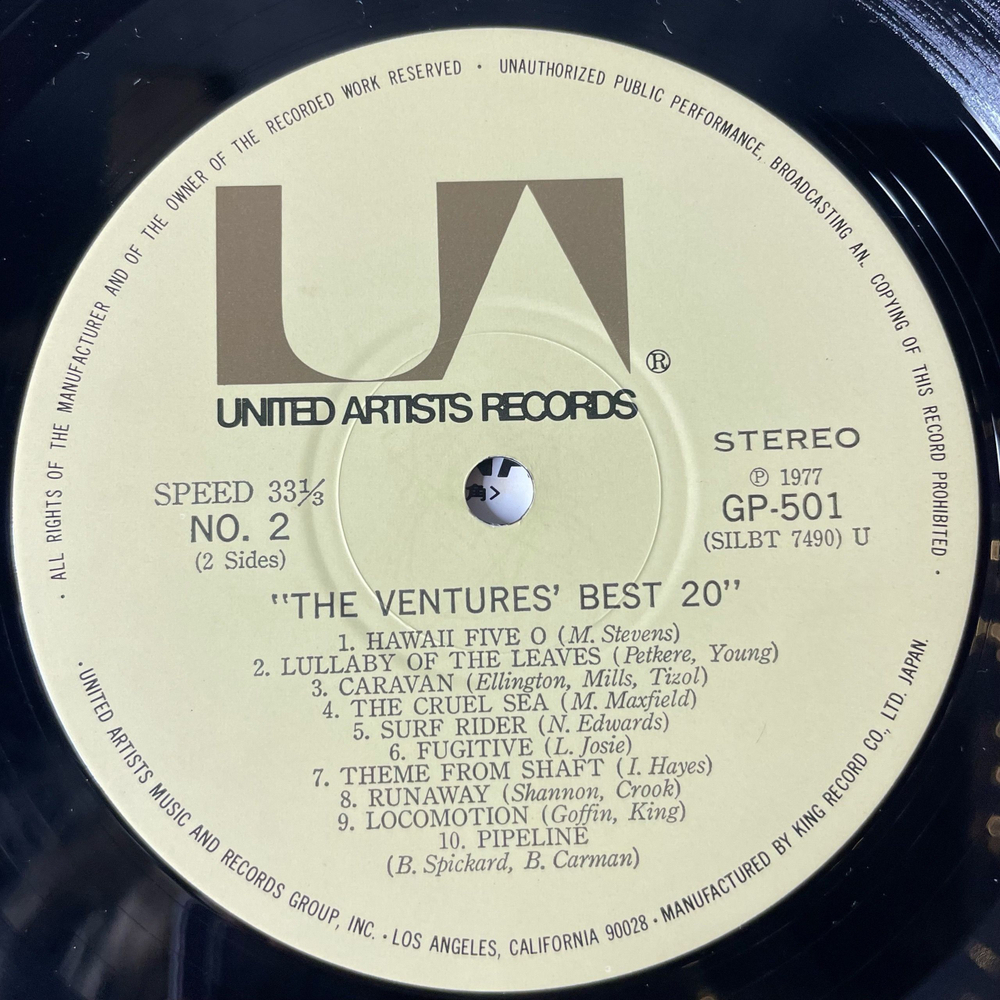 · ALL RIGHTS OF THE MANUFACTURER AND OF THE OWNER OF THE RECORDED WORK RESERVED · UNAUTHORIZED PUBLIC PERFORMANCE, BROADCASTING AN. COPYING OF THIS RECORD PROHIBITED ·
UA
®
UNITED ARTISTS RECORDS
STEREO
SPEED 33⅓
NO. 2
(2 Sides)
Ⓟ 1977
GP-501
(SILBT 7490) U
角>
"THE VENTURES' BEST 20"
1. HAWAII FIVE O (M. Stevens)
2. LULLABY OF THE LEAVES (Petkere, Young)
3. CARAVAN (Ellington, Mills, Tizol)
4. THE CRUEL SEA (M. Maxfield)
5. SURF RIDER (N. Edwards)
6. FUGITIVE (L. Josie)
7. THEME FROM SHAFT (I. Hayes)
8. RUNAWAY (Shannon, Crook)
9. LOCOMOTION (Goffin, King)
10. PIPELINE
(B. Spickard, B. Carman)
· UNITED ARTISTS MUSIC AND RECORDS GROUP, INC. · LOS ANGELES, CALIFORNIA 90028 · MANUFACTURED BY KING RECORD CO., LTD. JAPAN.